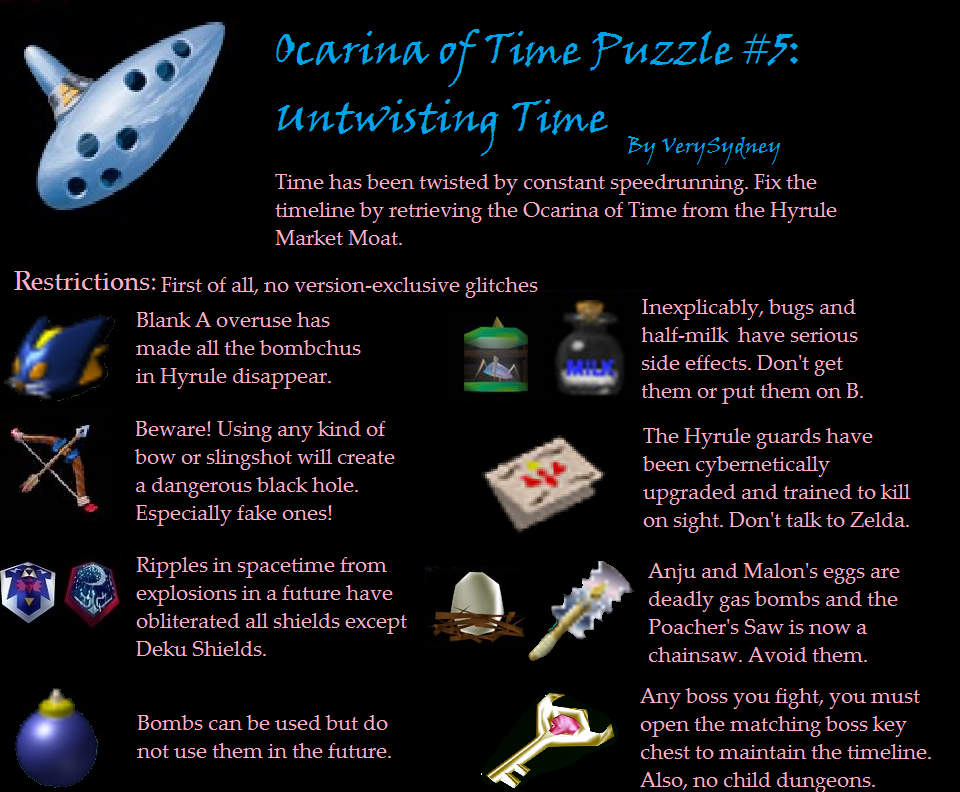 Ocarina of Time Puzzle #5:
Untwisting Time
By VerySydney
Time has been twisted by constant speedrunning. Fix the
timeline by retrieving the Ocarina of Time from the Hyrule
Market Moat.
Restrictions: First of all, no version-exclusive glitches
Blank A overuse has
made all the bombchus
in Hyrule disappear.
MILK
Inexplicably, bugs and
half-milk have serious
side effects. Don't get
them or put them on B.
Beware! Using any kind of
bow or slingshot will create
a dangerous black hole.
Especially fake ones!
The Hyrule guards have
been cybernetically
upgraded and trained to kill
on sight. Don't talk to Zelda.
Ripples in spacetime from
explosions in a future have
obliterated all shields except
Deku Shields.
Anju and Malon's eggs are
deadly gas bombs and the
Poacher's Saw is now a
chainsaw. Avoid them.
Bombs can be used but do
not use them in the future.
Any boss you fight, you must
open the matching boss key
chest to maintain the timeline.
Also, no child dungeons.